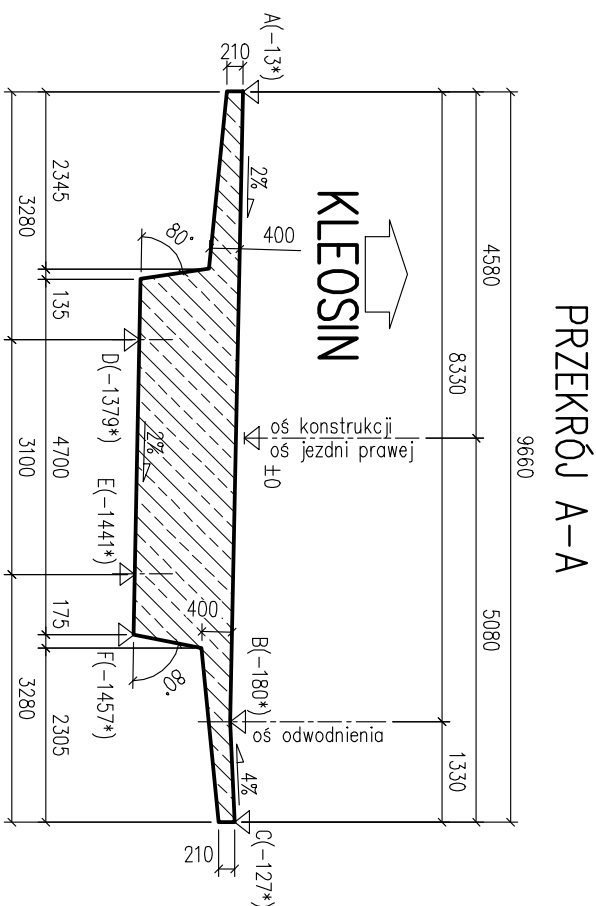 PRZEKRÓJ A–A
9660
8330
1330
4580
5080
KLEOSIN
oś konstrukcji
oś jezdni prawej
±0
oś odwodnienia
A(-13*)
210
2%
400
80°
B(-180*)
400
4%
C(-127*)
210
80°
D(-1379*)
2%
E(-1441*)
F(-1457*)
2345
135
4700
175
2305
3280
3100
3280